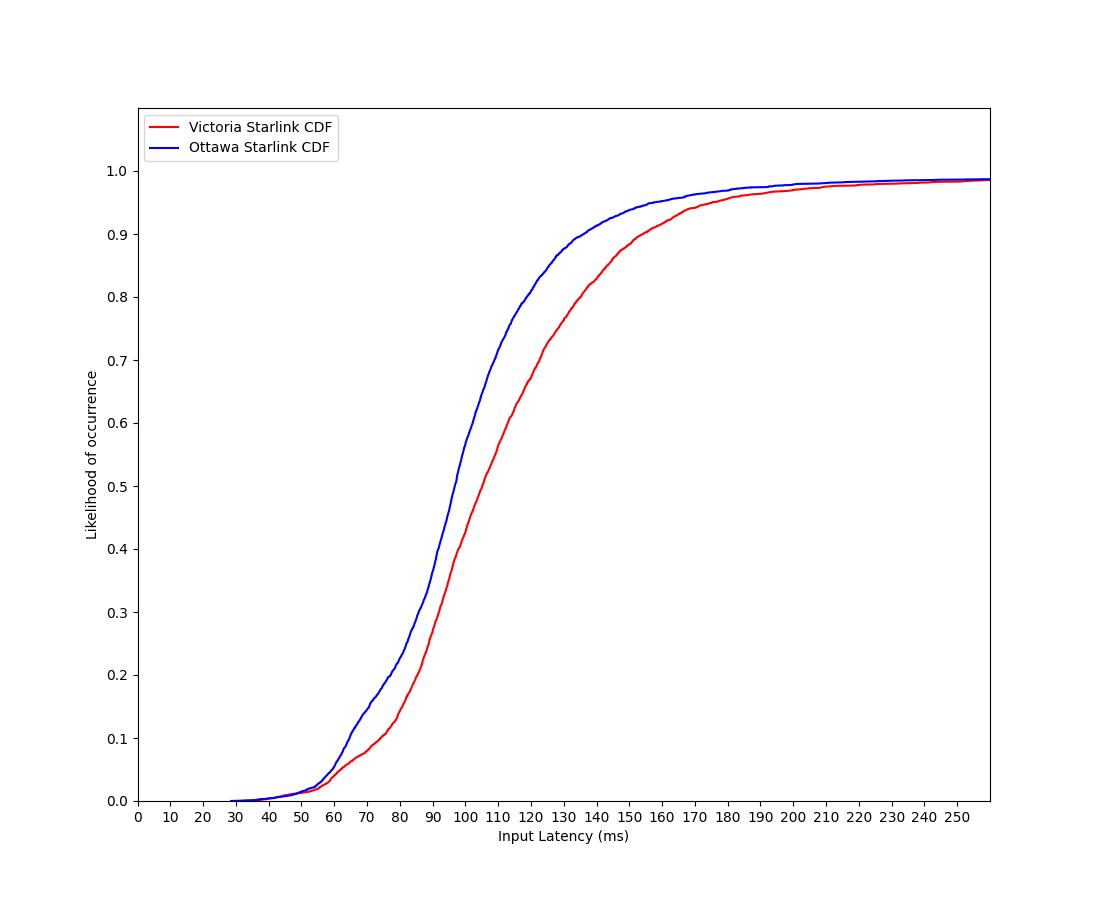 Victoria Starlink CDF
Ottawa Starlink CDF
1.0
0.9
0.8
0.7
0.6
0.5
0.4
0.3
0.2
0.1
0.0
Likelihood of occurrence
0 10 20 30 40 50 60 70 80 90 100 110 120 130 140 150 160 170 180 190 200 210 220 230 240 250
Input Latency (ms)